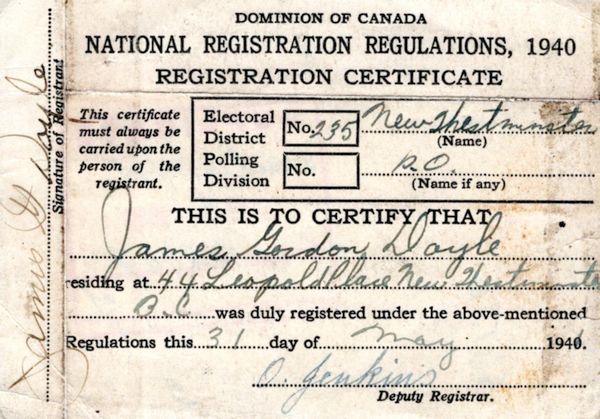 DOMINION OF CANADA
NATIONAL REGISTRATION REGULATIONS, 1940
REGISTRATION CERTIFICATE
This certificate must always be carried upon the person of the registrant.
Electoral District No. 235 New Westminster
(Name)
Polling Division No. P.O.
(Name if any)
THIS IS TO CERTIFY THAT
James Gordon Doyle
residing at 44 Leopold Place New Westminster
B.C. was duly registered under the above-mentioned
Regulations this 31 day of May 1941
O. Jenkins
Deputy Registrar.
James G Doyle
Signature of Registrant